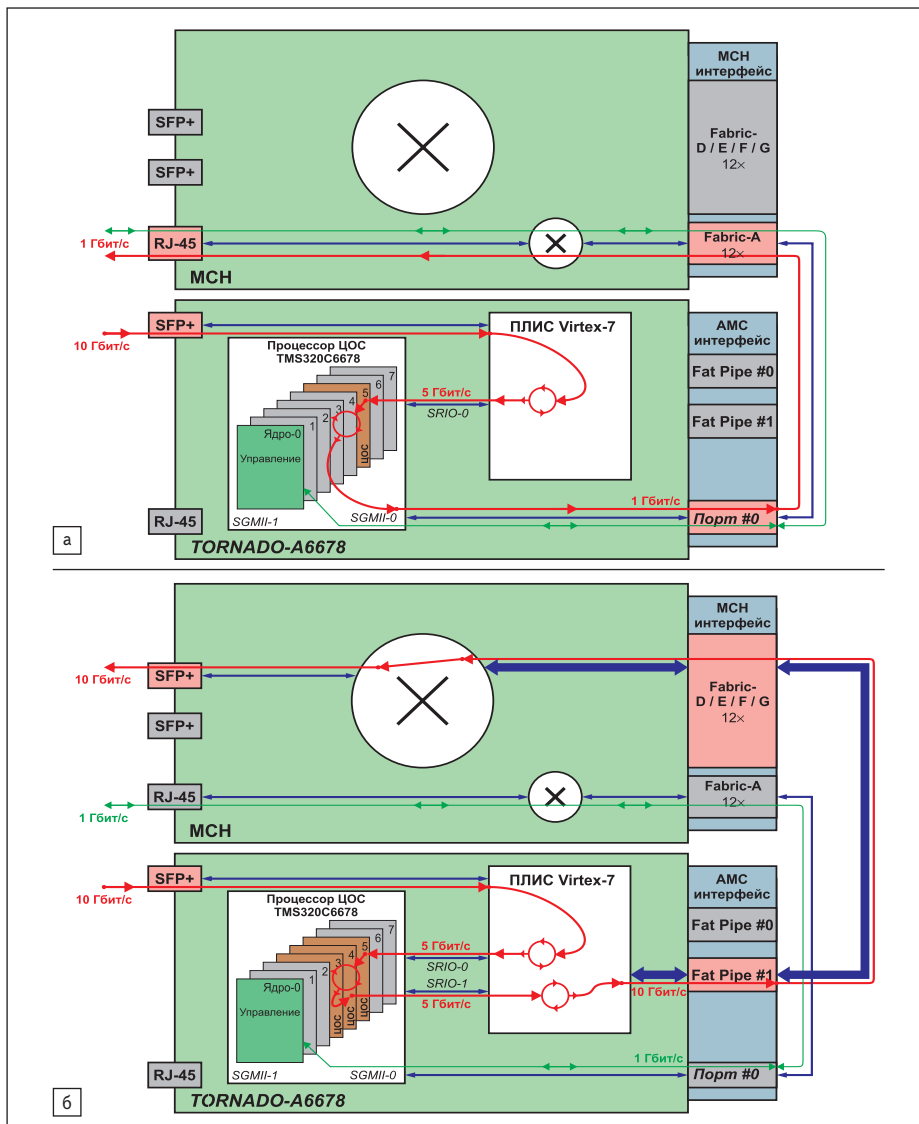 МСН
интерфейс
SFP+
SFP+
Fabric-
D / E / F / G
12×
1 Гбит/с
RJ-45
Fabric-A
12×
МСН
SFP+
10 Гбит/с
ПЛИС Virtex-7
Процессор ЦОС
TMS320C6678
7
6
5
4
3
2
1
Ядро-0
Управление
ЦОС
5 Гбит/с
SRIO-0
АМС
интерфейс
Fat Pipe #0
Fat Pipe #1
1 Гбит/с
RJ-45
SGMII-1
SGMII-0
Порт #0
TORNADO-A6678
а
МСН
интерфейс
SFP+
10 Гбит/с
SFP+
Fabric-
D / E / F / G
12×
RJ-45
1 Гбит/с
Fabric-A
12×
МСН
SFP+
10 Гбит/с
ПЛИС Virtex-7
Процессор ЦОС
TMS320C6678
7
6
5
4
3
2
1
Ядро-0
Управление
ЦОС
ЦОС
ЦОС
5 Гбит/с
SRIO-0
SRIO-1
5 Гбит/с
10 Гбит/с
АМС
интерфейс
Fat Pipe #0
Fat Pipe #1
1 Гбит/с
RJ-45
SGMII-1
SGMII-0
Порт #0
TORNADO-A6678
б